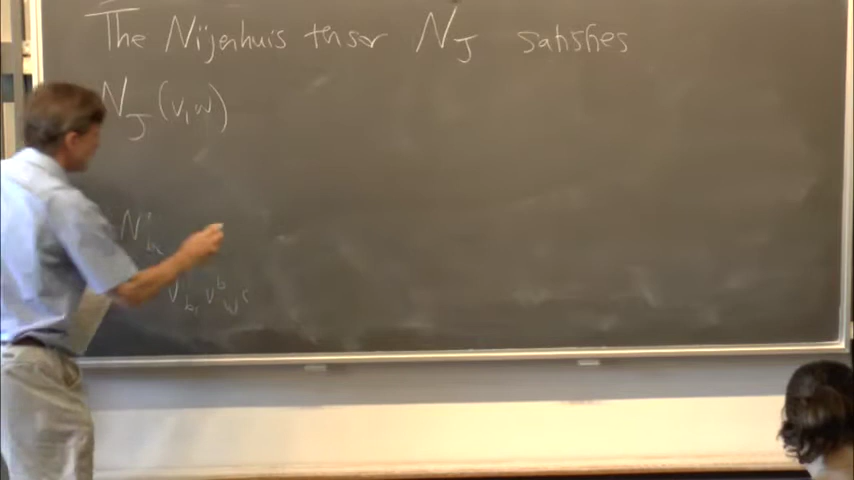 The Nijenhuis tensor N_J satisfies
N_J (v, w)
N
v^b v^c